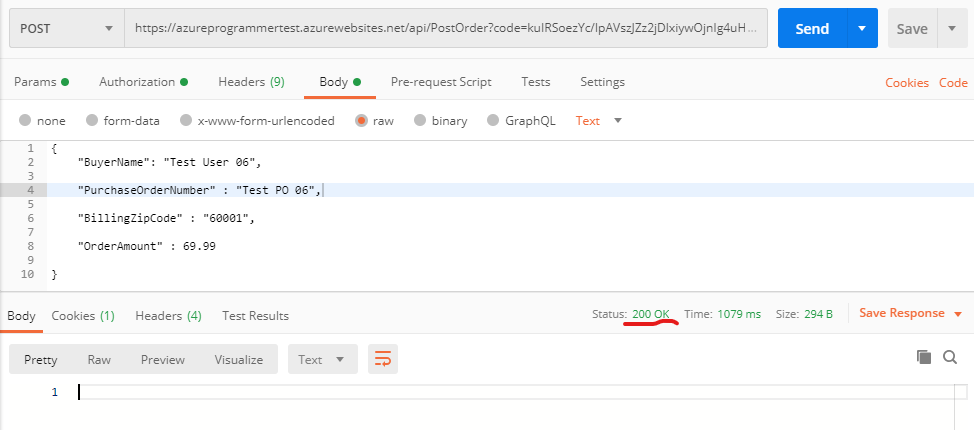 POST https://azureprogrammertest.azurewebsites.net/api/PostOrder?code=kuIRSoezYc/IpAVszJZz2jDIxiywOjnIg4uH... Send Save
Params Authorization Headers (9) Body Pre-request Script Tests Settings Cookies Code
none form-data x-www-form-urlencoded raw binary GraphQL Text
1 {
2 "BuyerName": "Test User 06",
3
4 "PurchaseOrderNumber" : "Test PO 06",
5
6 "BillingZipCode" : "60001",
7
8 "OrderAmount" : 69.99
9
10 }
Body Cookies (1) Headers (4) Test Results Status: 200 OK Time: 1079 ms Size: 294 B Save Response
Pretty Raw Preview Visualize Text
1